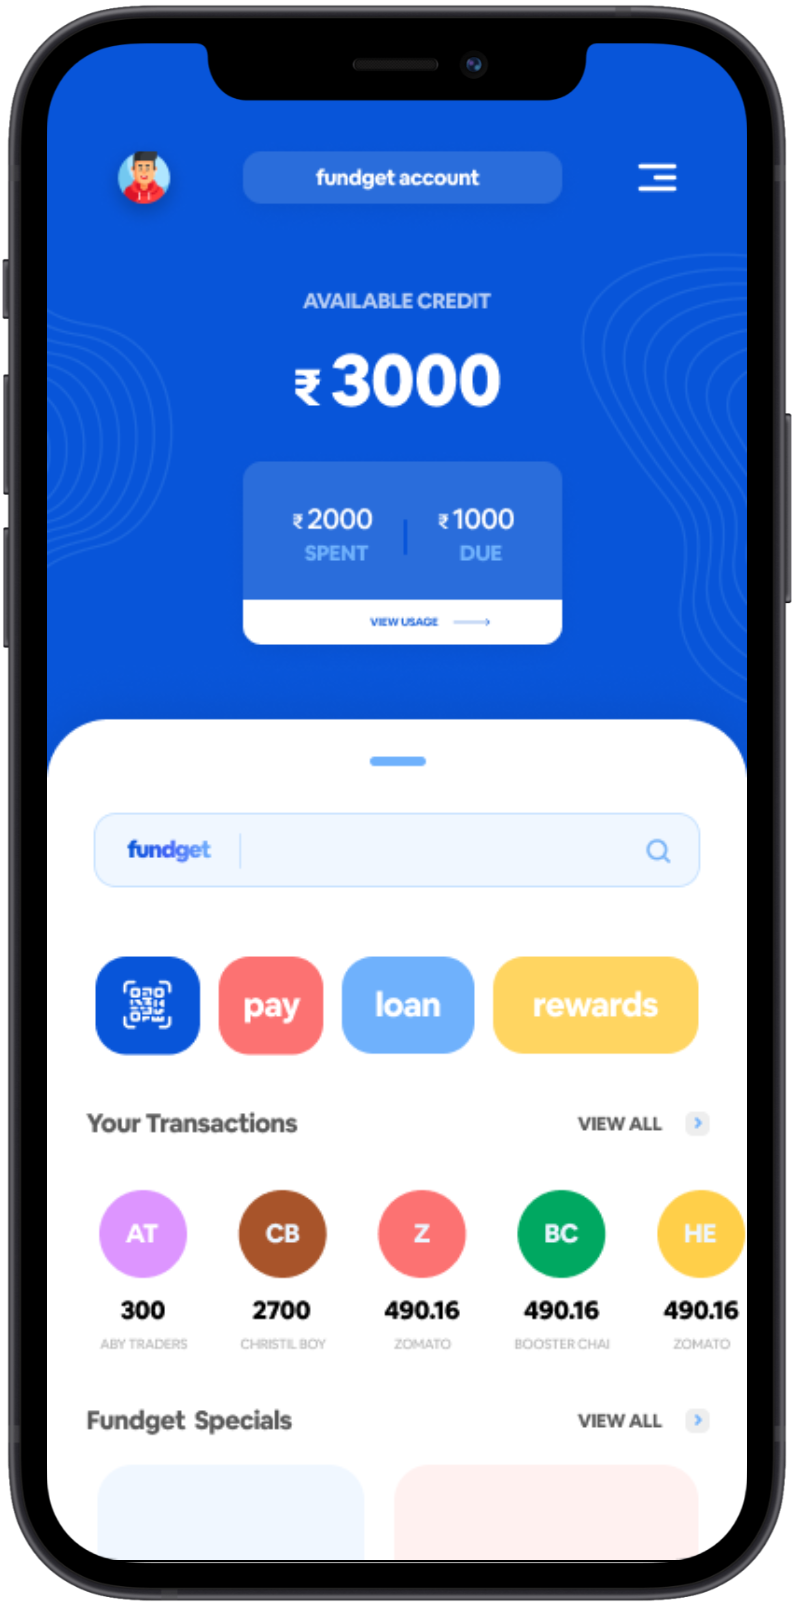 fundget account
AVAILABLE CREDIT
₹ 3000
₹ 2000 ₹ 1000
SPENT DUE
VIEW USAGE
fundget
pay loan rewards
Your Transactions VIEW ALL
AT CB Z BC HE
300 2700 490.16 490.16 490.16
ABY TRADERS CHRISTIL BOY ZOMATO BOOSTER CHAI ZOMATO
Fundget Specials VIEW ALL